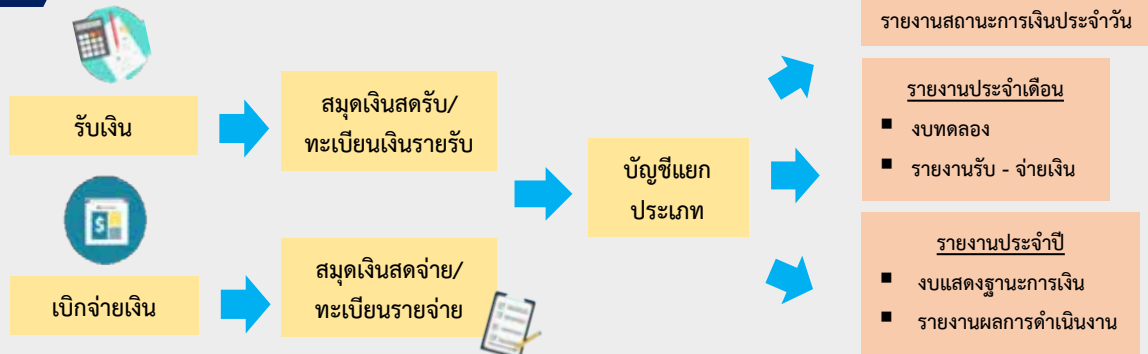 รับเงิน
สมุดเงินสดรับ/
ทะเบียนเงินรายรับ
เบิกจ่ายเงิน
สมุดเงินสดจ่าย/
ทะเบียนรายจ่าย
บัญชีแยก
ประเภท
รายงานสถานะการเงินประจำวัน
รายงานประจำเดือน
▪ งบทดลอง
▪ รายงานรับ - จ่ายเงิน
รายงานประจำปี
▪ งบแสดงฐานะการเงิน
▪ รายงานผลการดำเนินงาน